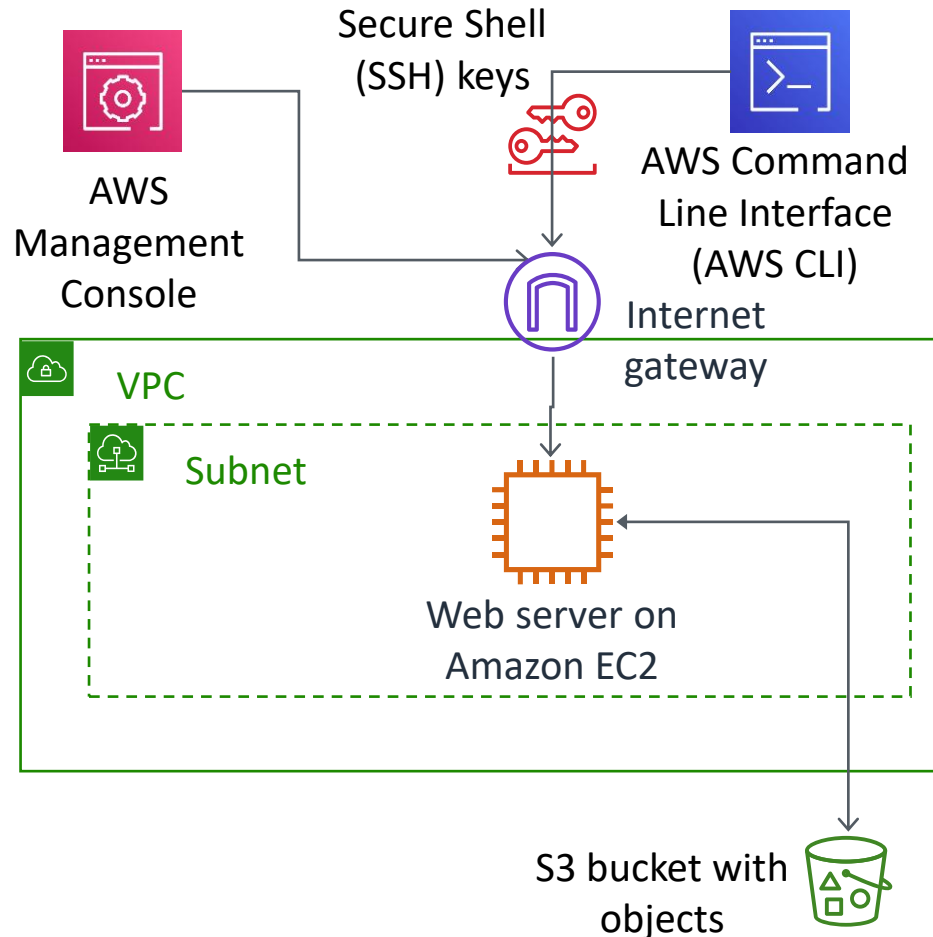 Secure Shell
(SSH) keys
AWS
Management
Console
AWS Command
Line Interface
(AWS CLI)
Internet
gateway
VPC
Subnet
Web server on
Amazon EC2
S3 bucket with
objects